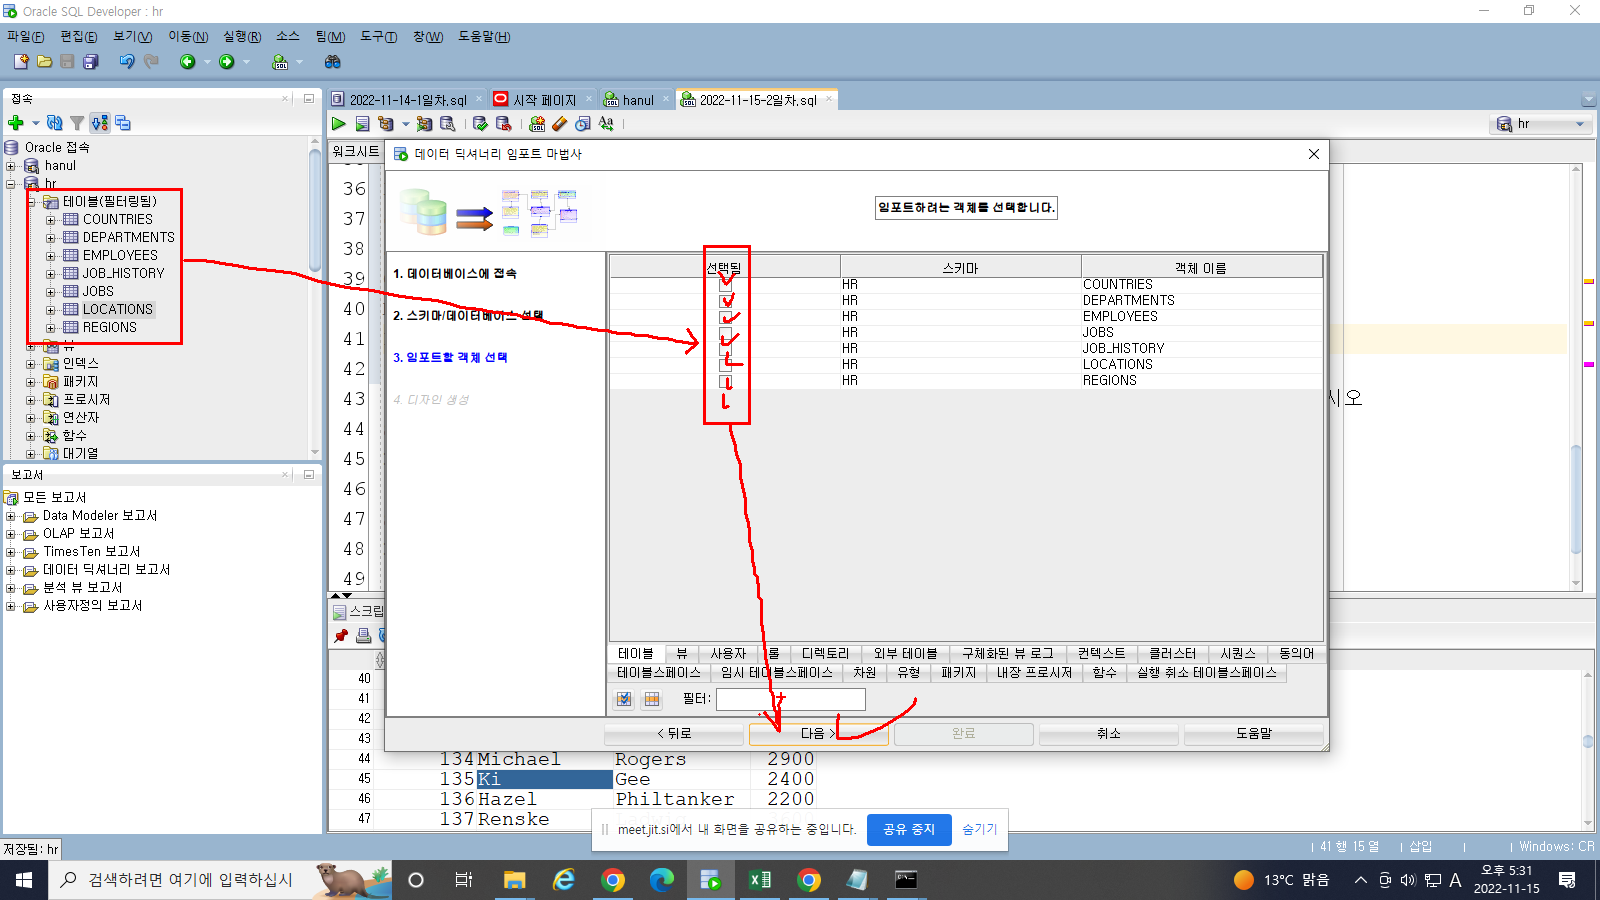 Oracle SQL Developer : hr
파일(F) 편집(E) 보기(V) 이동(N) 실행(R) 소스 팀(M) 도구(T) 창(W) 도움말(H)
접속
2022-11-14-1일차.sql
시작 페이지
hanul
2022-11-15-2일차.sql
hr
Oracle 접속
hanul
hr
테이블(필터링됨)
COUNTRIES
DEPARTMENTS
EMPLOYEES
JOB_HISTORY
JOBS
LOCATIONS
REGIONS
뷰
인덱스
패키지
프로시저
연산자
함수
대기열
보고서
모든 보고서
Data Modeler 보고서
OLAP 보고서
TimesTen 보고서
데이터 딕셔너리 보고서
분석 뷰 보고서
사용자정의 보고서
워크시트
36
37
38
39
40
41
42
43
44
45
46
47
48
49
시오
스크립
데이터 딕셔너리 임포트 마법사
임포트하려는 객체를 선택합니다.
1. 데이터베이스에 접속
2. 스키마/데이터베이스 선택
3. 임포트할 객체 선택
4. 디자인 생성
선택됨 스키마 객체 이름
HR COUNTRIES
HR DEPARTMENTS
HR EMPLOYEES
HR JOBS
HR JOB_HISTORY
HR LOCATIONS
HR REGIONS
테이블 뷰 사용자 롤 디렉토리 외부 테이블 구체화된 뷰 로그 컨텍스트 클러스터 시퀀스 동의어
테이블스페이스 임시 테이블스페이스 차원 유형 패키지 내장 프로시저 함수 실행 취소 테이블스페이스
필터:
< 뒤로 다음 > 완료 취소 도움말
40
41
42
43
44 134 Michael Rogers 2900
45 135 Ki Gee 2400
46 136 Hazel Philtanker 2200
47 137 Renske
meet.jit.si에서 내 화면을 공유하는 중입니다. 공유 중지 숨기기
저장됨: hr
41 행 15 열 삽입 Windows: CR
검색하려면 여기에 입력하십시
13°C 맑음
A
오후 5:31
2022-11-15